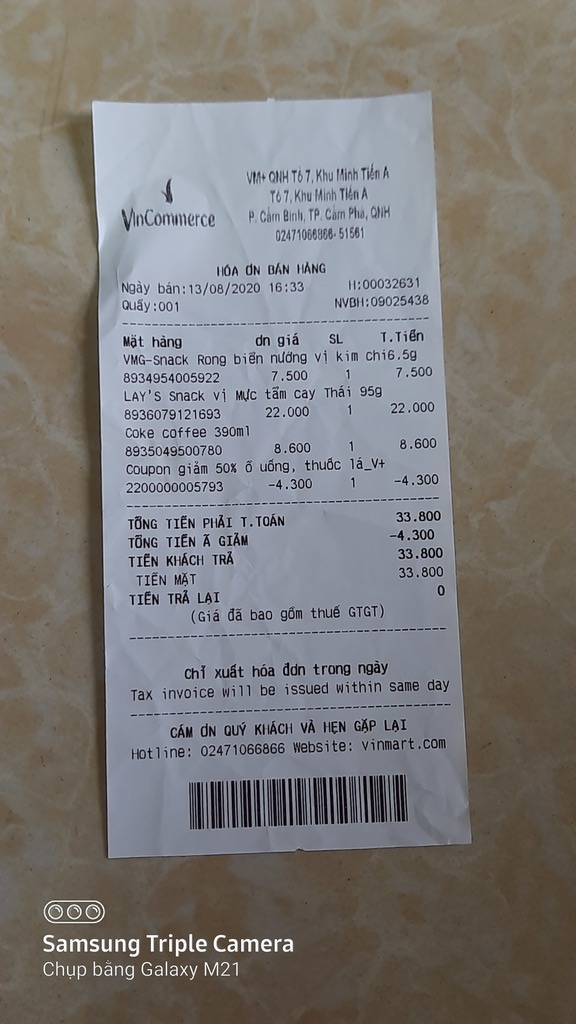 VinCommerce
VM+ QNH Tổ 7, Khu Minh Tiến A
Tổ 7, Khu Minh Tiến A
P. Cẩm Bình, TP. Cẩm Phả, QNH
02471066866- 51561
HÓA ƠN BÁN HÀNG
Ngày bán:13/08/2020 16:33 H:00032631
Quầy:001 NVBH:09025438
Mặt hàng ơn giá SL T.Tiền
VMG-Snack Rong biển nướng vị kim chi6.5g
8934954005922 7.500 1 7.500
LAY'S Snack vị Mực tẩm cay Thái 95g
8936079121693 22.000 1 22.000
Coke coffee 390ml
8935049500780 8.600 1 8.600
Coupon giảm 50% ồ uống, thuốc lá_V+
2200000005793 -4.300 1 -4.300
TỔNG TIỀN PHẢI T.TOÁN 33.800
TỔNG TIỀN Ã GIẢM -4.300
TIỀN KHÁCH TRẢ 33.800
TIỀN MẶT 33.800
TIỀN TRẢ LẠI 0
(Giá đã bao gồm thuế GTGT)
Chỉ xuất hóa đơn trong ngày
Tax invoice will be issued within same day
CẢM ƠN QUÝ KHÁCH VÀ HẸN GẶP LẠI
Hotline: 02471066866 Website: vinmart.com
Samsung Triple Camera
Chụp bằng Galaxy M21